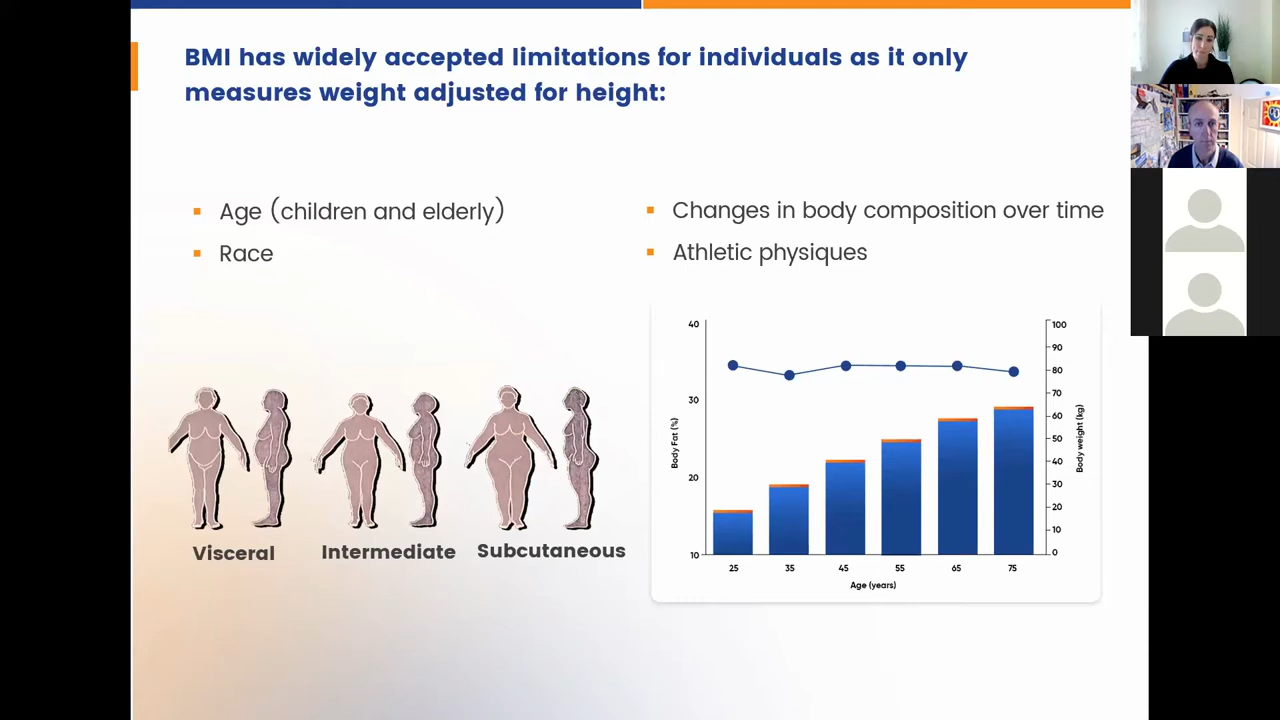 BMI has widely accepted limitations for individuals as it only
measures weight adjusted for height:
Age (children and elderly)
Race
Changes in body composition over time
Athletic physiques
Visceral
Intermediate
Subcutaneous
40
30
20
10
Body Fat (%)
100
90
80
70
60
50
40
30
20
10
0
Body weight (kg)
25
35
45
55
65
75
Age (years)